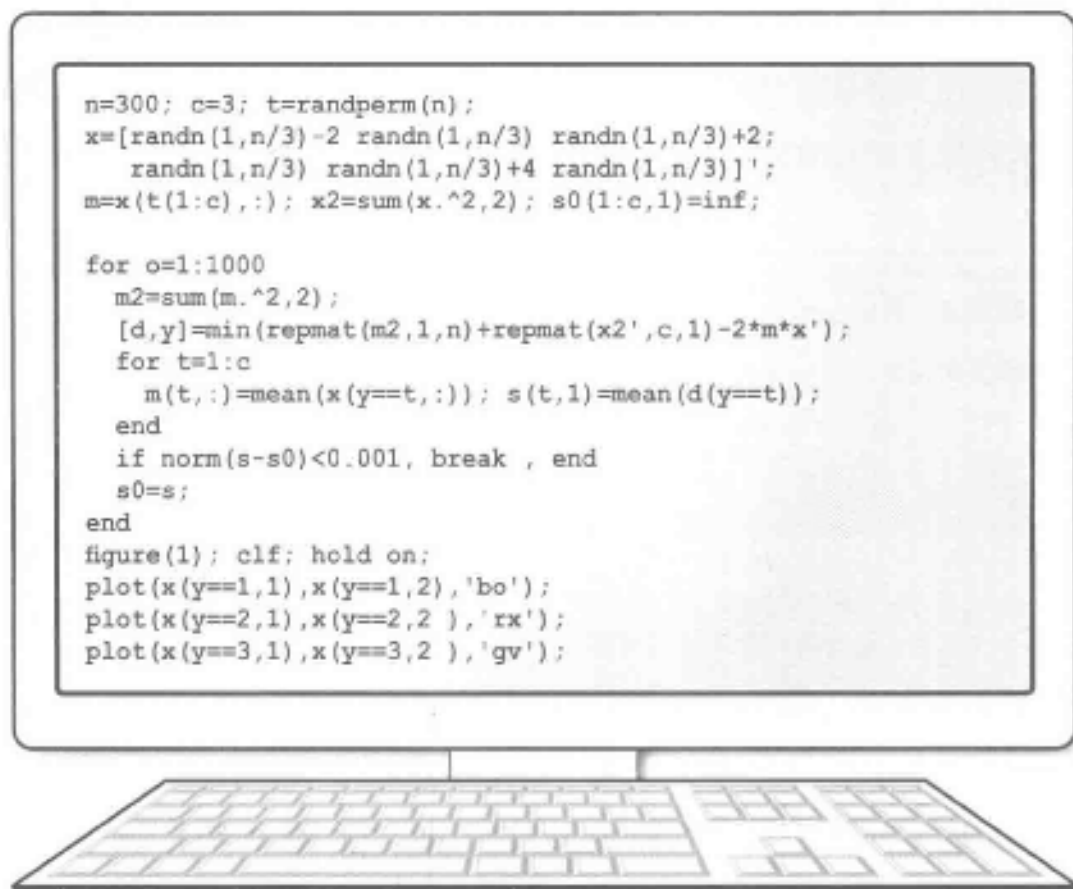 n=300; c=3; t=randperm(n);
x=[randn(1,n/3)-2 randn(1,n/3) randn(1,n/3)+2;
randn(1,n/3) randn(1,n/3)+4 randn(1,n/3)]';
m=x(t(1:c),:); x2=sum(x.^2,2); s0(1:c,1)=inf;
for o=1:1000
m2=sum(m.^2,2);
[d,y]=min(repmat(m2,1,n)+repmat(x2',c,1)-2*m*x');
for t=1:c
m(t,:)=mean(x(y==t,:)); s(t,1)=mean(d(y==t));
end
if norm(s-s0)<0.001, break , end
s0=s;
end
figure(1); clf; hold on;
plot(x(y==1,1),x(y==1,2),'bo');
plot(x(y==2,1),x(y==2,2 ),'rx');
plot(x(y==3,1),x(y==3,2 ),'gv');